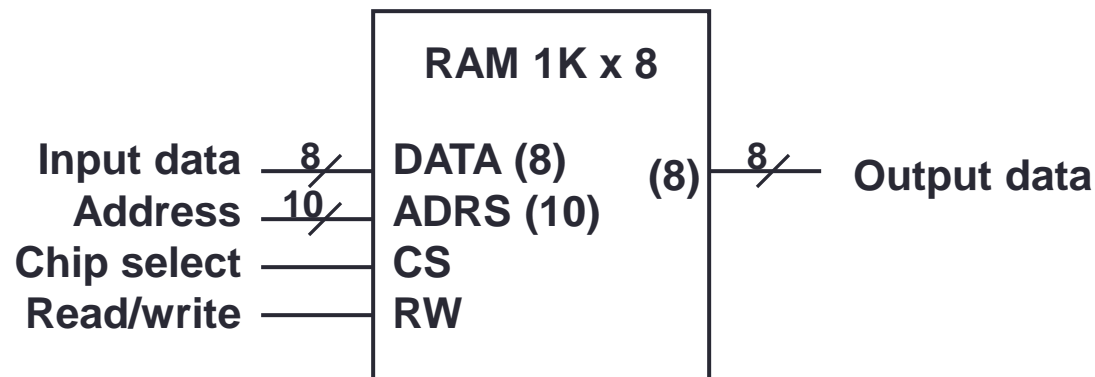 RAM 1K x 8
Input data 8 DATA (8) (8) 8 Output data
Address 10 ADRS (10)
Chip select CS
Read/write RW